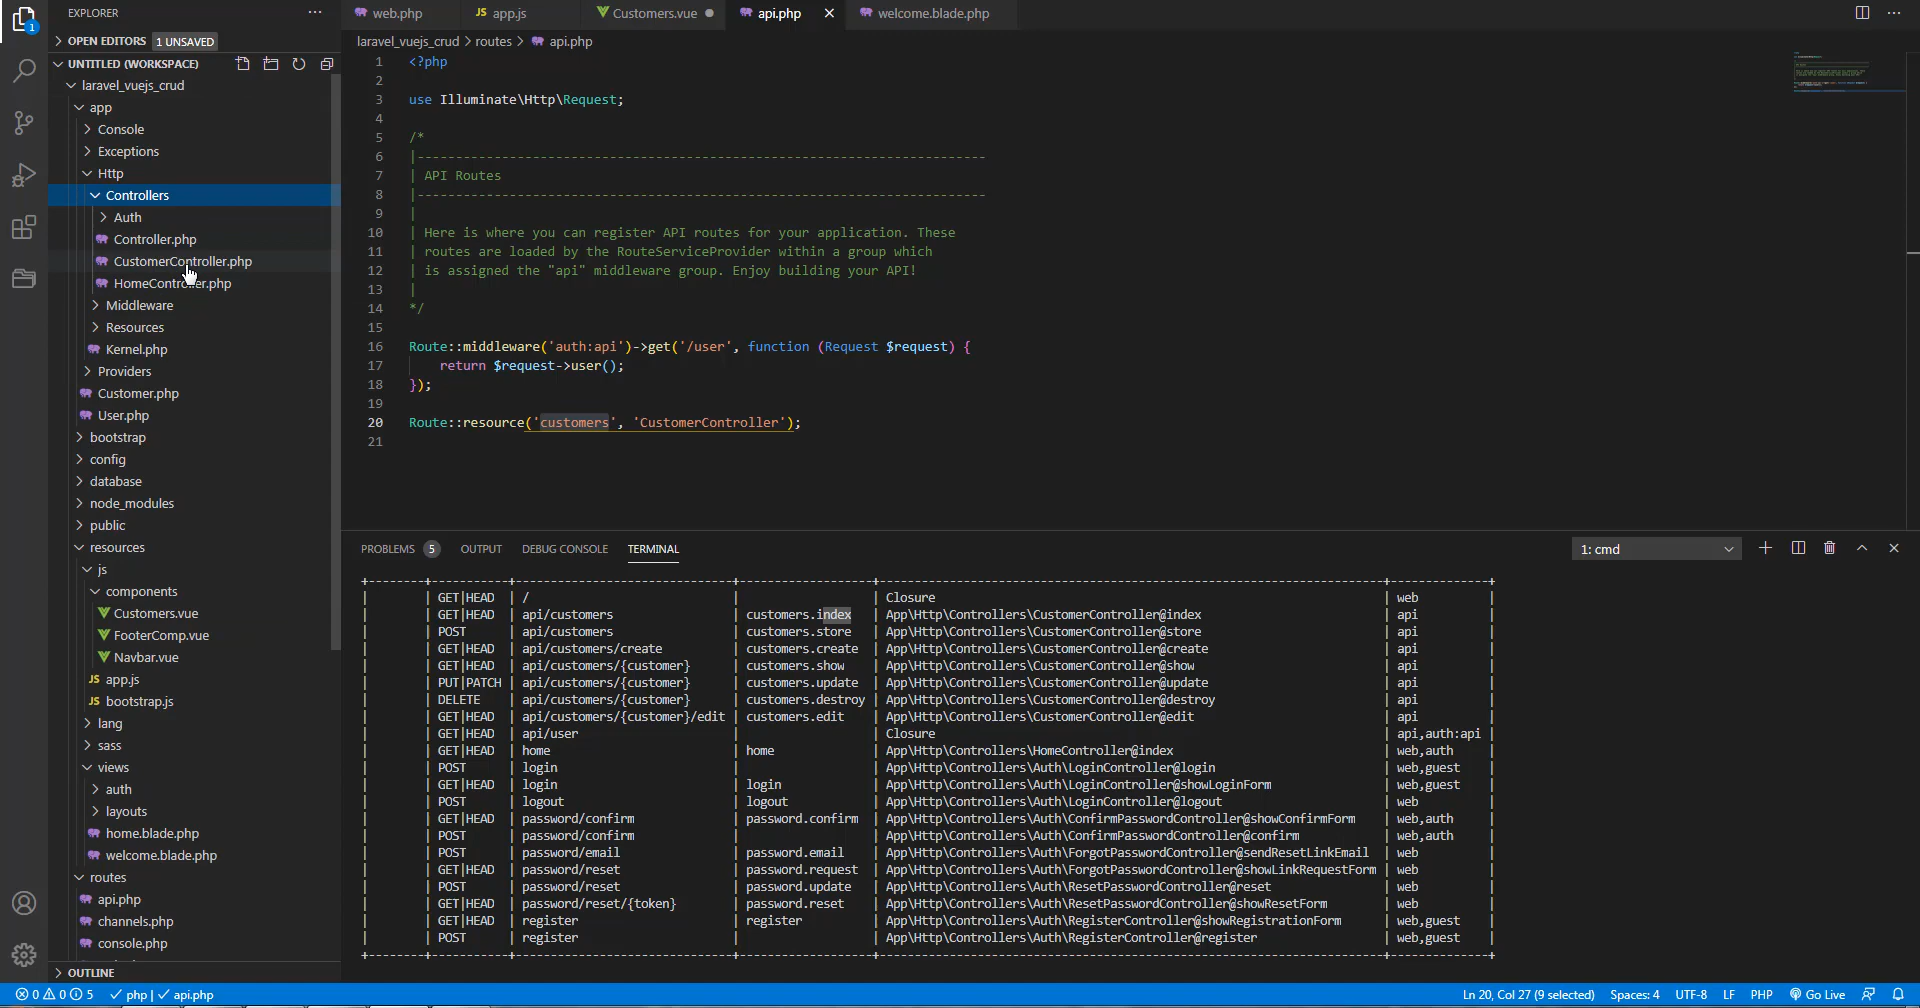 EXPLORER
···
web.php
JS app.js
Customers.vue
api.php
welcome.blade.php
1
OPEN EDITORS 1 UNSAVED
UNTITLED (WORKSPACE)
laravel_vuejs_crud
app
Console
Exceptions
Http
Controllers
Auth
Controller.php
CustomerController.php
HomeController.php
Middleware
Resources
Kernel.php
Providers
Customer.php
User.php
bootstrap
config
database
node_modules
public
resources
js
components
Customers.vue
FooterComp.vue
Navbar.vue
JS app.js
JS bootstrap.js
lang
sass
views
auth
layouts
home.blade.php
welcome.blade.php
routes
api.php
channels.php
console.php
OUTLINE
laravel_vuejs_crud > routes > api.php
1 <?php
2
3 use Illuminate\Http\Request;
4
5 /*
6 |--------------------------------------------------------------------------
7 | API Routes
8 |--------------------------------------------------------------------------
9 |
10 | Here is where you can register API routes for your application. These
11 | routes are loaded by the RouteServiceProvider within a group which
12 | is assigned the "api" middleware group. Enjoy building your API!
13 |
14 */
15
16 Route::middleware('auth:api')->get('/user', function (Request $request) {
17 return $request->user();
18 });
19
20 Route::resource('customers', 'CustomerController');
21
PROBLEMS 5 OUTPUT DEBUG CONSOLE TERMINAL
1: cmd
| | GET|HEAD | / | | Closure | web |
| | GET|HEAD | api/customers | customers.index | App\Http\Controllers\CustomerController@index | api |
| | POST | api/customers | customers.store | App\Http\Controllers\CustomerController@store | api |
| | GET|HEAD | api/customers/create | customers.create | App\Http\Controllers\CustomerController@create | api |
| | GET|HEAD | api/customers/{customer} | customers.show | App\Http\Controllers\CustomerController@show | api |
| | PUT|PATCH | api/customers/{customer} | customers.update | App\Http\Controllers\CustomerController@update | api |
| | DELETE | api/customers/{customer} | customers.destroy | App\Http\Controllers\CustomerController@destroy | api |
| | GET|HEAD | api/customers/{customer}/edit | customers.edit | App\Http\Controllers\CustomerController@edit | api |
| | GET|HEAD | api/user | | Closure | api,auth:api |
| | GET|HEAD | home | home | App\Http\Controllers\HomeController@index | web,auth |
| | POST | login | | App\Http\Controllers\Auth\LoginController@login | web,guest |
| | GET|HEAD | login | login | App\Http\Controllers\Auth\LoginController@showLoginForm | web,guest |
| | POST | logout | logout | App\Http\Controllers\Auth\LoginController@logout | web |
| | GET|HEAD | password/confirm | password.confirm | App\Http\Controllers\Auth\ConfirmPasswordController@showConfirmForm | web,auth |
| | POST | password/confirm | | App\Http\Controllers\Auth\ConfirmPasswordController@confirm | web,auth |
| | POST | password/email | password.email | App\Http\Controllers\Auth\ForgotPasswordController@sendResetLinkEmail | web |
| | GET|HEAD | password/reset | password.request | App\Http\Controllers\Auth\ForgotPasswordController@showLinkRequestForm | web |
| | POST | password/reset | password.update | App\Http\Controllers\Auth\ResetPasswordController@reset | web |
| | GET|HEAD | password/reset/{token} | password.reset | App\Http\Controllers\Auth\ResetPasswordController@showResetForm | web |
| | GET|HEAD | register | register | App\Http\Controllers\Auth\RegisterController@showRegistrationForm | web,guest |
| | POST | register | | App\Http\Controllers\Auth\RegisterController@register | web,guest |
0 0 5 php | api.php
Ln 20, Col 27 (9 selected) Spaces: 4 UTF-8 LF PHP Go Live